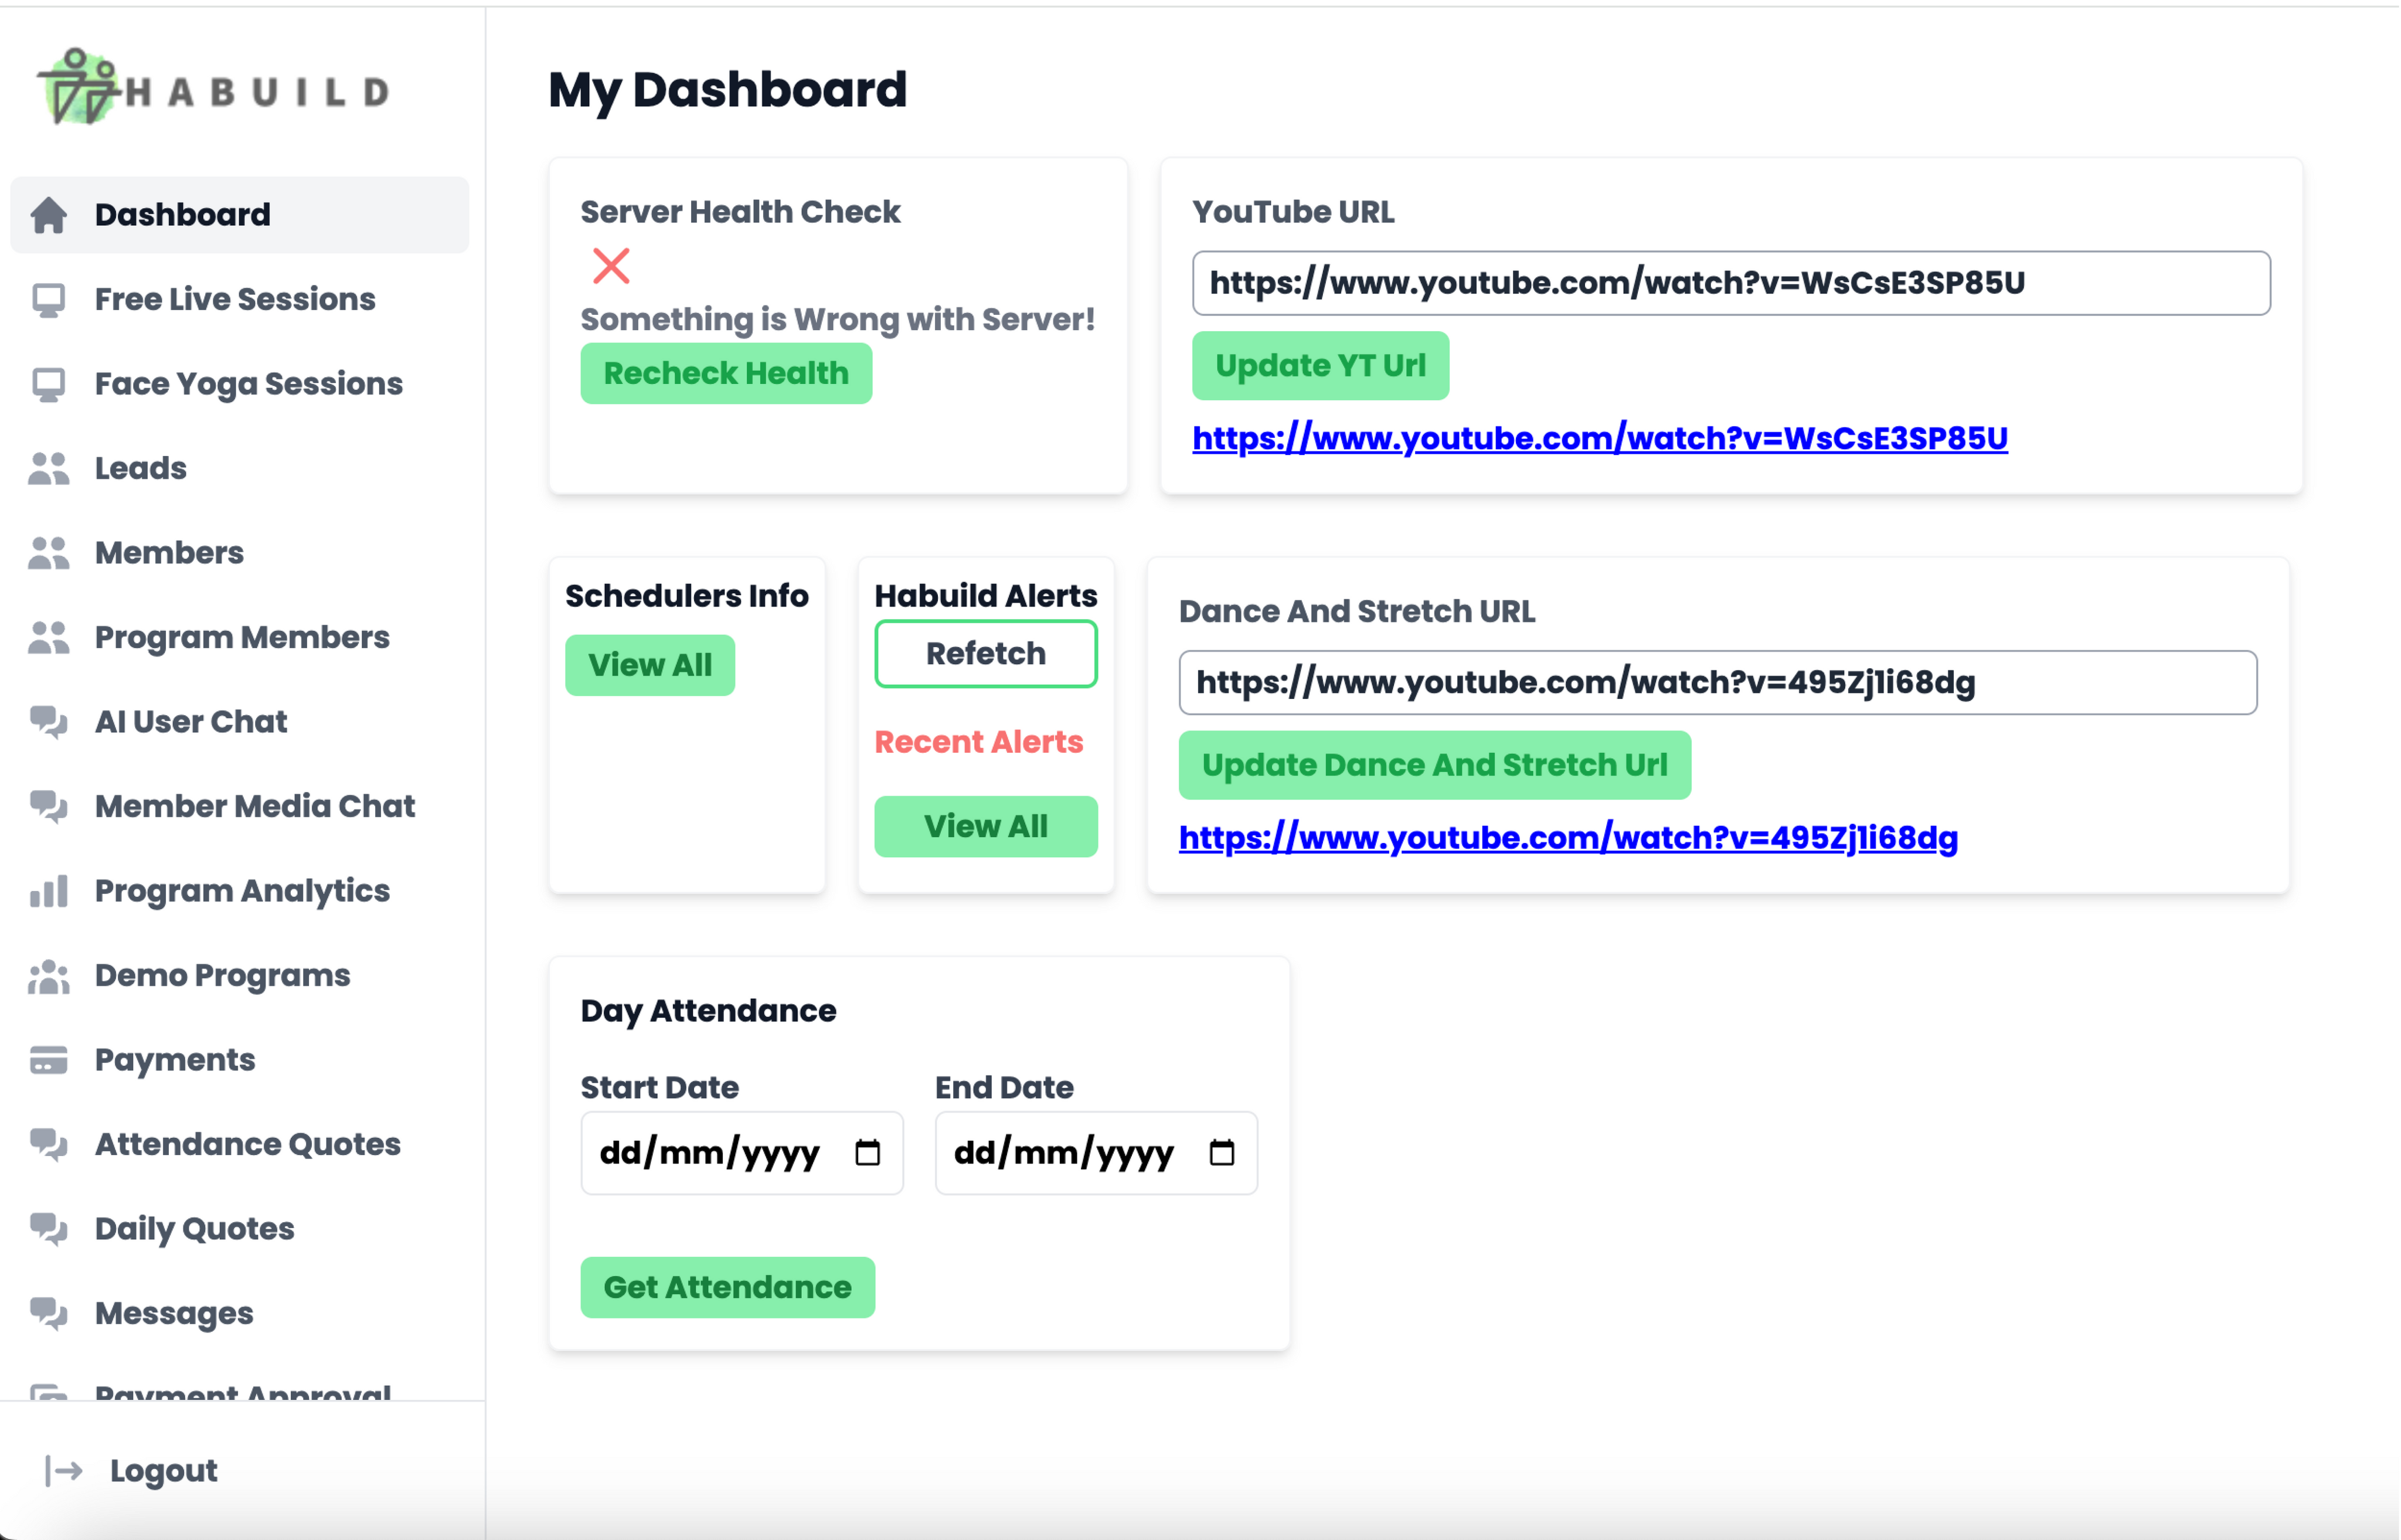 HABUILD
Dashboard
Free Live Sessions
Face Yoga Sessions
Leads
Members
Program Members
AI User Chat
Member Media Chat
Program Analytics
Demo Programs
Payments
Attendance Quotes
Daily Quotes
Messages
Payment Approval
Logout
My Dashboard
Server Health Check
Something is Wrong with Server!
Recheck Health
YouTube URL
https://www.youtube.com/watch?v=WsCsE3SP85U
Update YT Url
https://www.youtube.com/watch?v=WsCsE3SP85U
Schedulers Info
View All
Habuild Alerts
Refetch
Recent Alerts
View All
Dance And Stretch URL
https://www.youtube.com/watch?v=495Zj1i68dg
Update Dance And Stretch Url
https://www.youtube.com/watch?v=495Zj1i68dg
Day Attendance
Start Date
End Date
dd/mm/yyyy
dd/mm/yyyy
Get Attendance